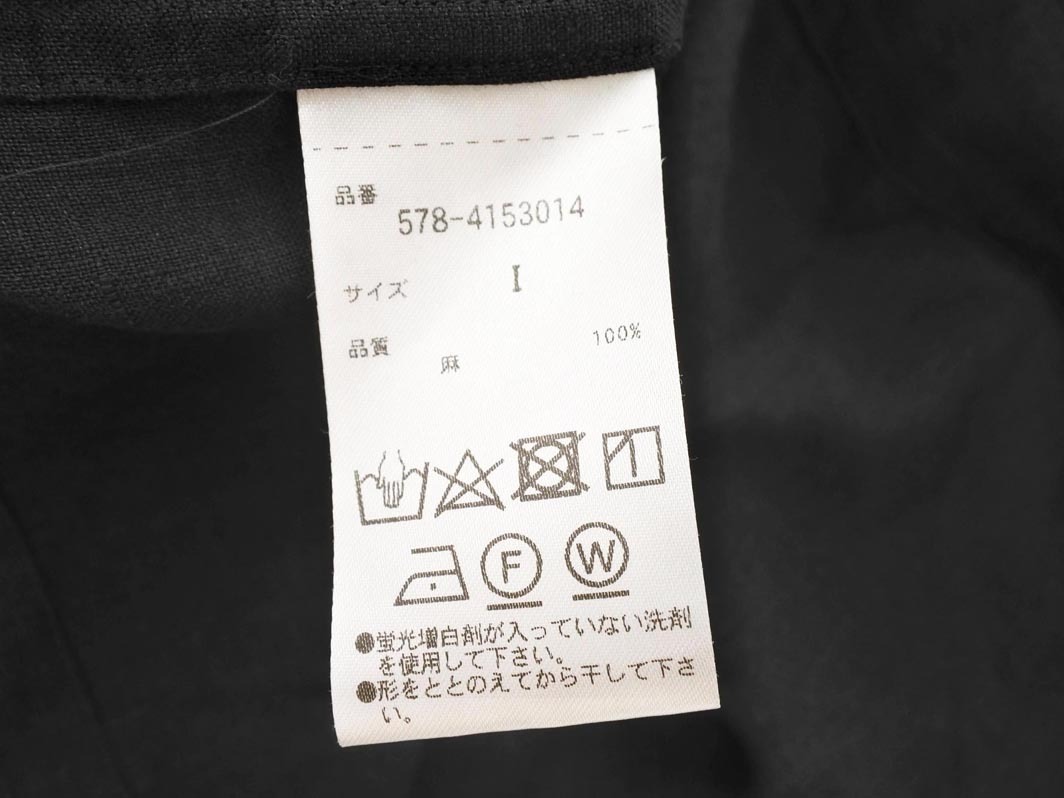 品番
578-4153014
サイズ I
品質
麻 100%
F W
●蛍光増白剤が入っていない洗剤
を使用して下さい。
●形をととのえてから干して下さ
い。